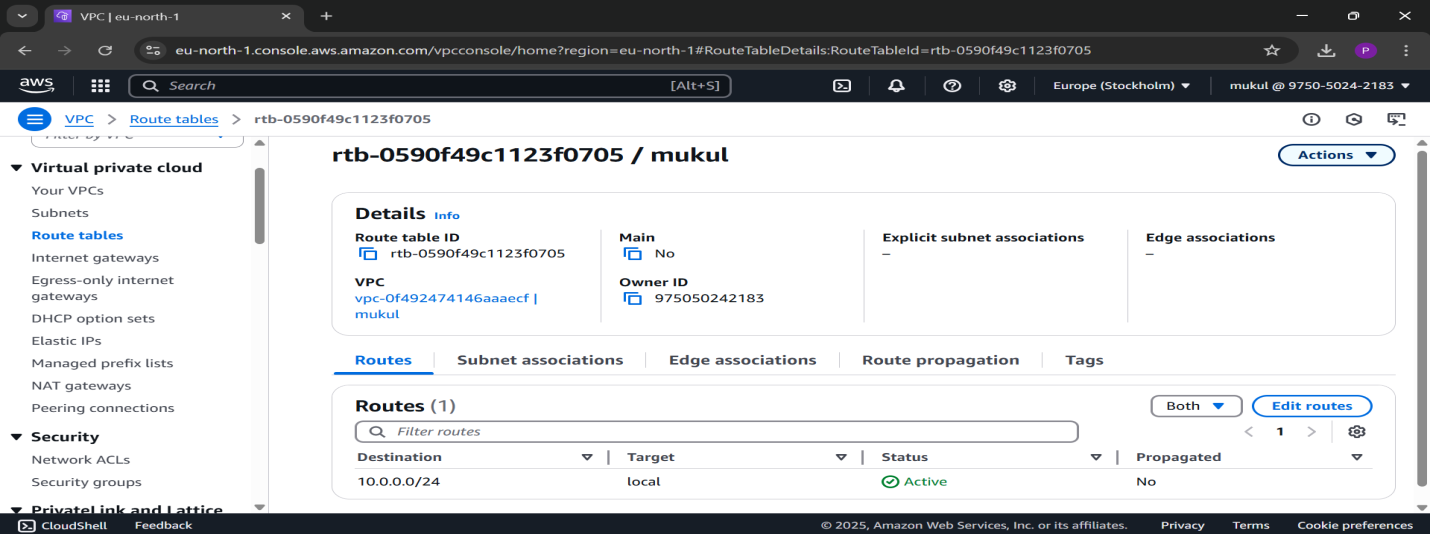 VPC | eu-north-1
eu-north-1.console.aws.amazon.com/vpcconsole/home?region=eu-north-1#RouteTableDetails:RouteTableId=rtb-0590f49c1123f0705
P
aws
Search
[Alt+S]
Europe (Stockholm)
mukul @ 9750-5024-2183
VPC > Route tables > rtb-0590f49c1123f0705
Filter by VPC
Virtual private cloud
Your VPCs
Subnets
Route tables
Internet gateways
Egress-only internet
gateways
DHCP option sets
Elastic IPs
Managed prefix lists
NAT gateways
Peering connections
Security
Network ACLs
Security groups
PrivateLink and Lattice
rtb-0590f49c1123f0705 / mukul
Actions
Details Info
Route table ID
rtb-0590f49c1123f0705
Main
No
Explicit subnet associations
–
Edge associations
–
VPC
vpc-0f492474146aaaecf |
mukul
Owner ID
975050242183
Routes
Subnet associations
Edge associations
Route propagation
Tags
Routes (1)
Both
Edit routes
Filter routes
1
Destination
Target
Status
Propagated
10.0.0.0/24
local
Active
No
CloudShell
Feedback
© 2025, Amazon Web Services, Inc. or its affiliates.
Privacy
Terms
Cookie preferences